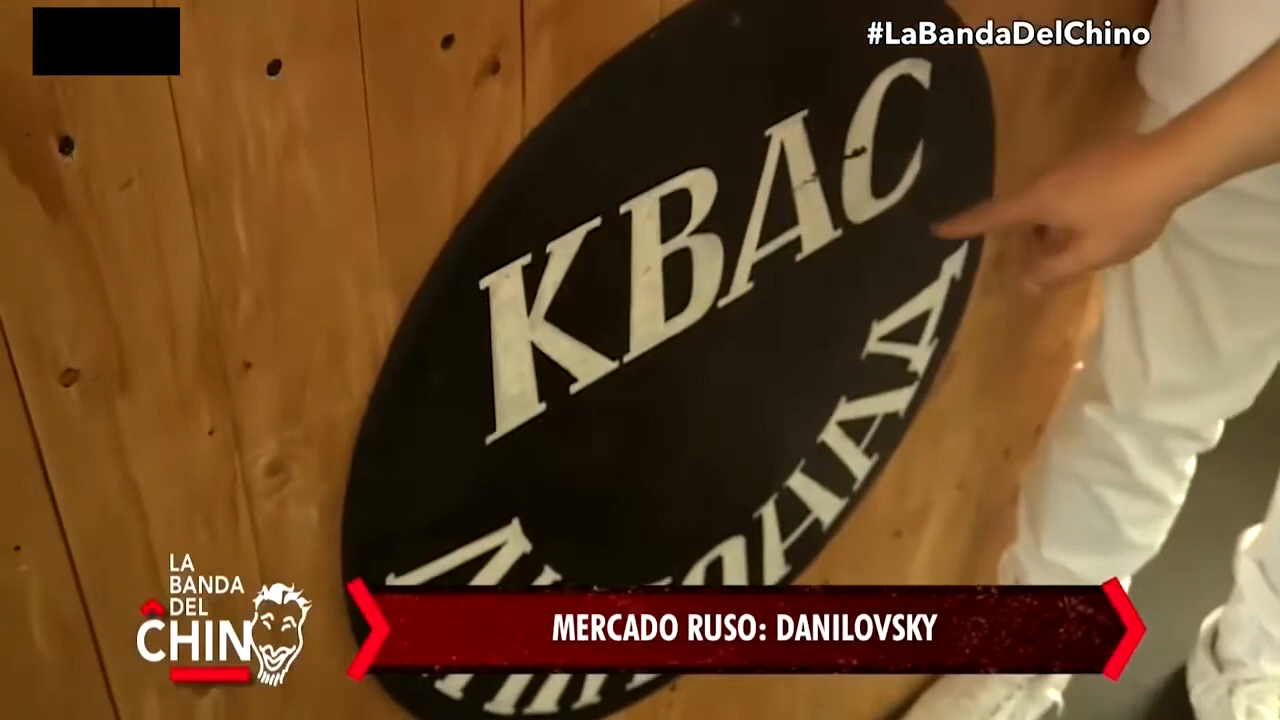 #LaBandaDelChino
КВАС
LA
BANDA
DEL
CHINO
MERCADO RUSO: DANILOVSKY